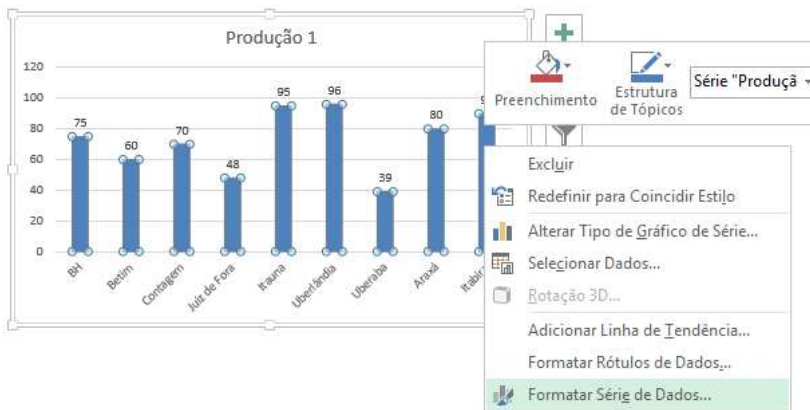 Produção 1
120
100
80
60
40
20
0
75
60
70
48
95
96
39
80
9
BH
Betim
Contagem
Juiz de Fora
Itauna
Uberlândia
Uberaba
Araxá
Itabir
Preenchimento
Estrutura
de Tópicos
Série "Produçã
Excluir
Redefinir para Coincidir Estilo
Alterar Tipo de Gráfico de Série...
Selecionar Dados...
Rotação 3D...
Adicionar Linha de Tendência...
Formatar Rótulos de Dados...
Formatar Série de Dados...